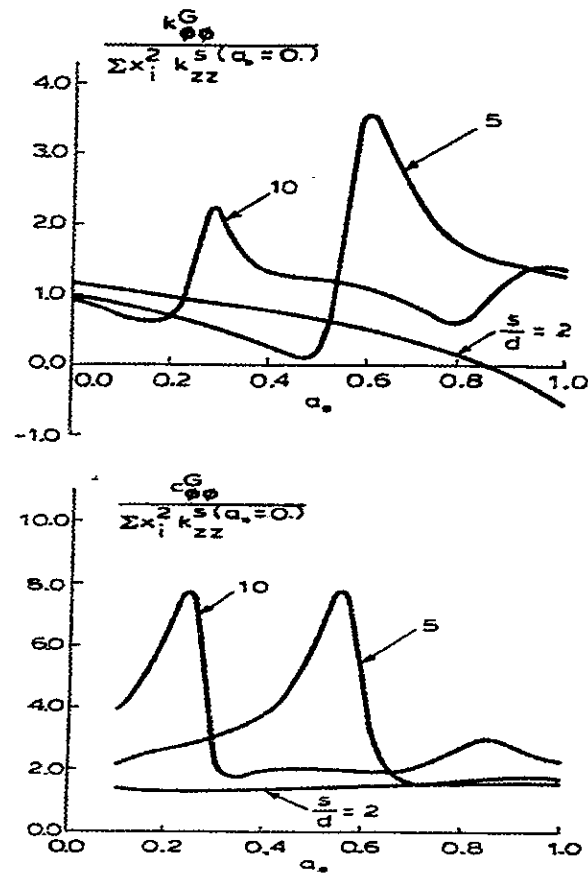 k^G_øø
Σx_i^2 k^s_zz (a_o=0.)
4.0
3.0
2.0
1.0
0.0
-1.0
5
10
s/d = 2
0.0 0.2 0.4 0.6 0.8 1.0
a_o
c^G_øø
Σx_i^2 k^s_zz (a_o=0.)
10.0
8.0
6.0
4.0
2.0
0.0
10
5
s/d = 2
0.0 0.2 0.4 0.6 0.8 1.0
a_o